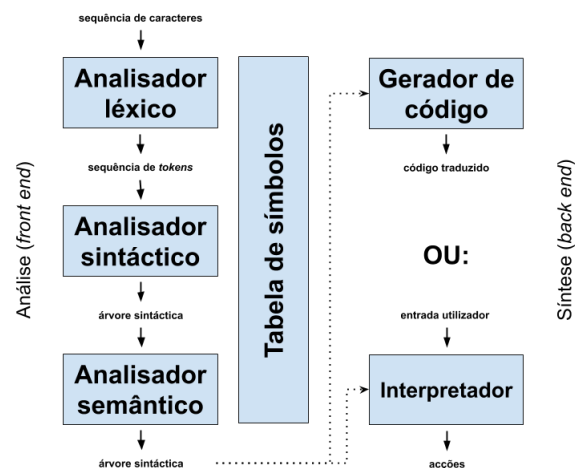 sequência de caracteres
Analisador
léxico
sequência de tokens
Analisador
sintáctico
árvore sintáctica
Analisador
semântico
árvore sintáctica
Análise (front end)
Tabela de símbolos
Gerador de
código
código traduzido
OU:
entrada utilizador
Interpretador
acções
Síntese (back end)